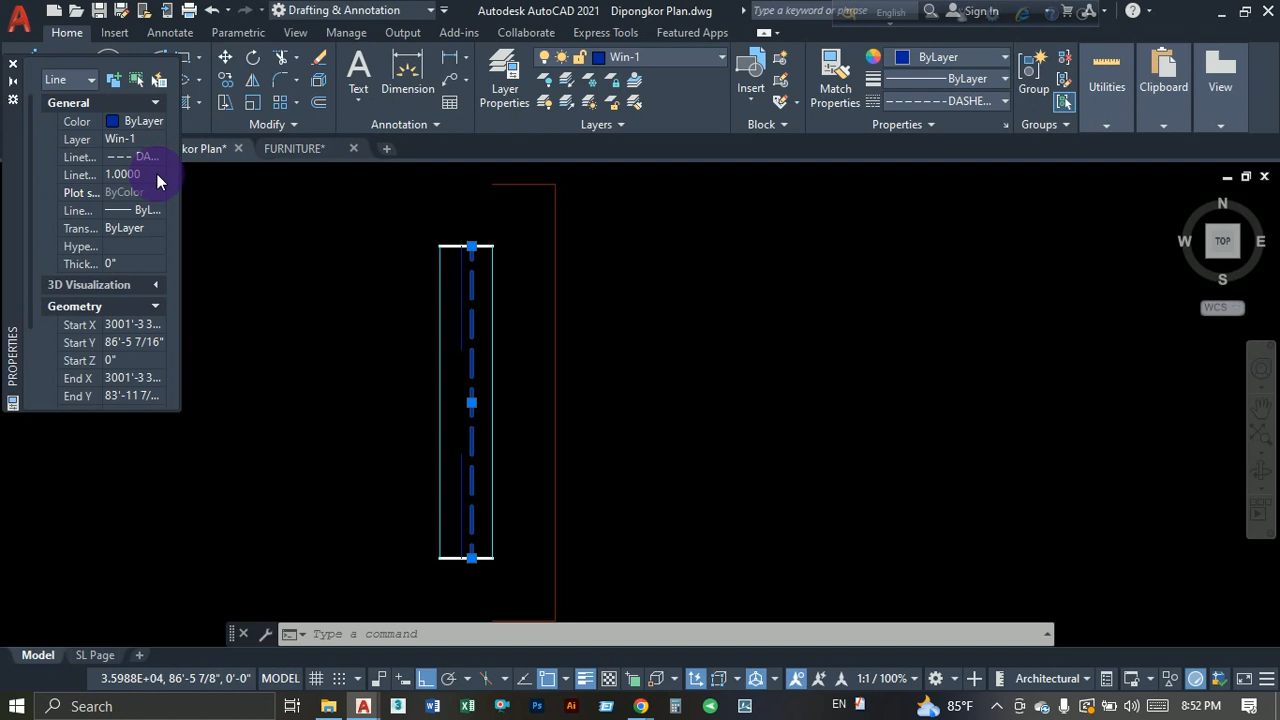 Drafting & Annotation
Autodesk AutoCAD 2021 Dipongkor Plan.dwg
Type a keyword or phrase
English
Sign In
Home Insert Annotate Parametric View Manage Output Add-ins Collaborate Express Tools Featured Apps
Text
Dimension
Layer
Properties
Win-1
Insert
Match
Properties
ByLayer
ByLayer
DASHE...
Group
Utilities
Clipboard
View
Modify
Annotation
Layers
Block
Properties
Groups
kor Plan*
FURNITURE*
PROPERTIES
Line
General
Color ByLayer
Layer Win-1
Linet... DA...
Linet... 1.0000
Plot s... ByColor
Line... ByL...
Trans... ByLayer
Hype...
Thick... 0"
3D Visualization
Geometry
Start X 3001'-3 3...
Start Y 86'-5 7/16"
Start Z 0"
End X 3001'-3 3...
End Y 83'-11 7/...
N
W TOP E
S
WCS
Type a command
Model SL Page
3.5988E+04, 86'-5 7/8", 0'-0" MODEL 1:1 / 100% Architectural
Search
85°F
EN
8:52 PM